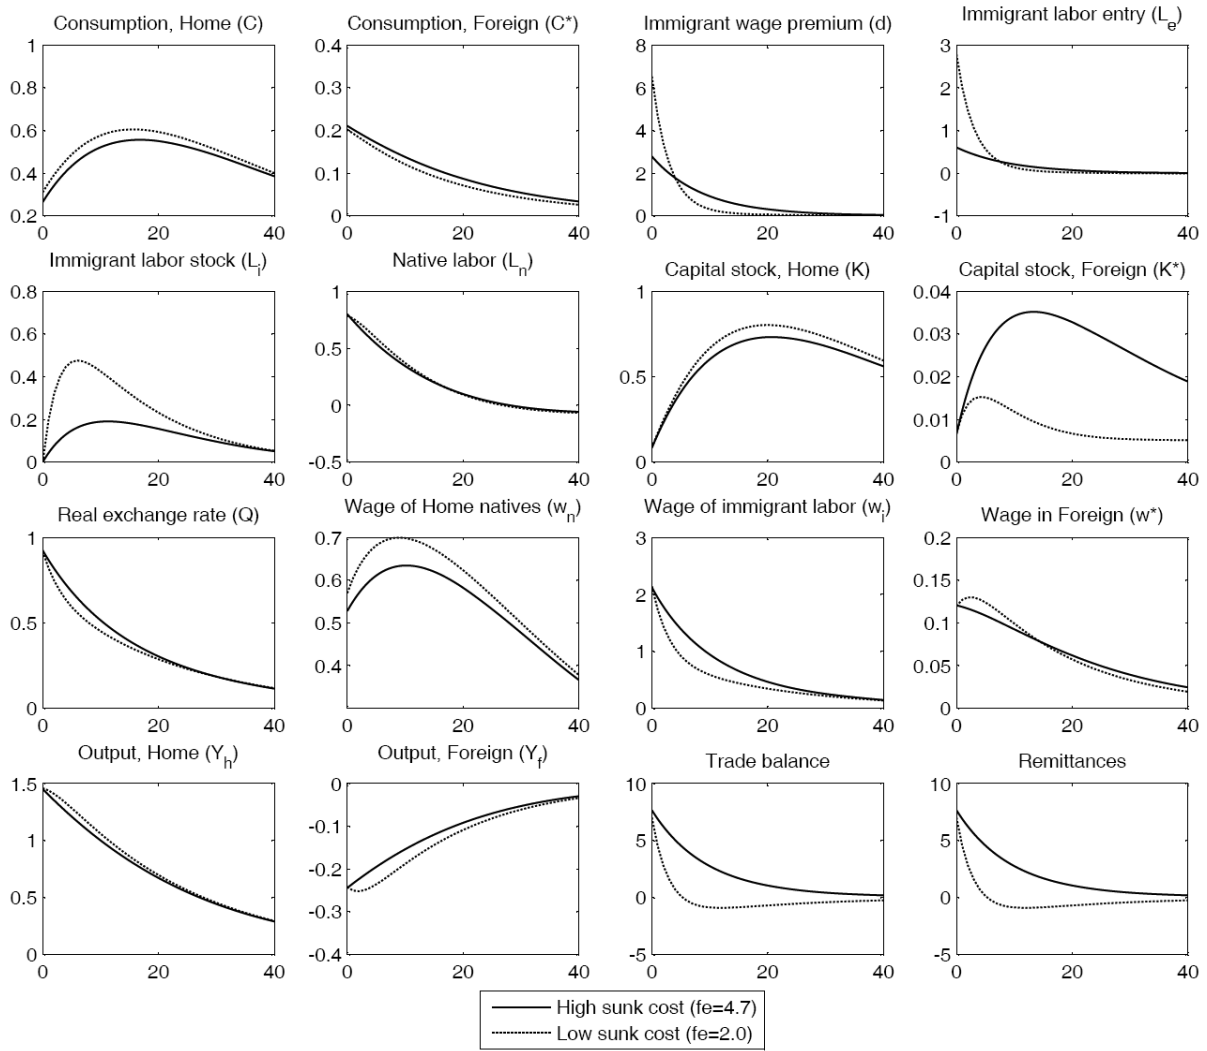 Consumption, Home (C)
Consumption, Foreign (C*)
Immigrant wage premium (d)
Immigrant labor entry (Le)
1
0.8
0.6
0.4
0.2
0 20 40
0.4
0.3
0.2
0.1
0
0 20 40
8
6
4
2
0
0 20 40
3
2
1
0
-1
0 20 40
Immigrant labor stock (Li)
Native labor (Ln)
Capital stock, Home (K)
Capital stock, Foreign (K*)
0.8
0.6
0.4
0.2
0
0 20 40
1
0.5
0
-0.5
0 20 40
1
0.5
0
0 20 40
0.04
0.03
0.02
0.01
0
0 20 40
Real exchange rate (Q)
Wage of Home natives (wn)
Wage of immigrant labor (wi)
Wage in Foreign (w*)
1
0.5
0
0 20 40
0.7
0.6
0.5
0.4
0 20 40
3
2
1
0
0 20 40
0.2
0.15
0.1
0.05
0
0 20 40
Output, Home (Yh)
Output, Foreign (Yf)
Trade balance
Remittances
1.5
1
0.5
0
0 20 40
0
-0.1
-0.2
-0.3
-0.4
0 20 40
10
5
0
-5
0 20 40
10
5
0
-5
0 20 40
High sunk cost (fe=4.7)
Low sunk cost (fe=2.0)